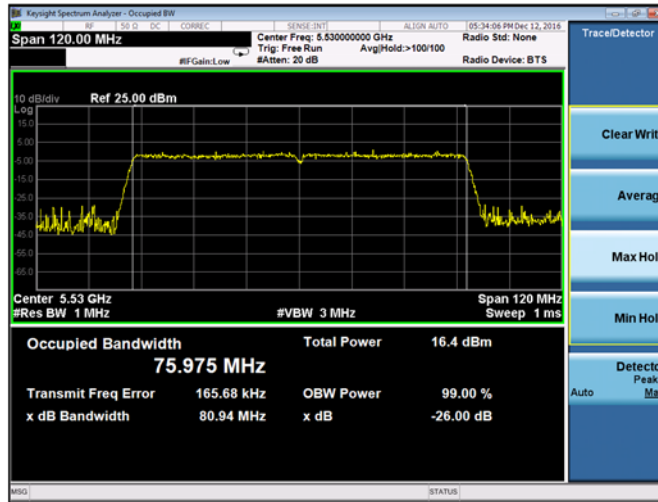 Keysight Spectrum Analyzer - Occupied BW
RF 50 Ω DC CORREC SENSE:INT ALIGN AUTO 05:34:06 PM Dec 12, 2016
Span 120.00 MHz Center Freq: 5.530000000 GHz Radio Std: None Trace/Detector
Trig: Free Run Avg|Hold:>100/100
#IFGain:Low #Atten: 20 dB Radio Device: BTS
10 dB/div Ref 25.00 dBm
Log
15.0
5.00
-5.00
-15.0
-25.0
-35.0
-45.0
-55.0
-65.0
Clear Writ
Averag
Max Hol
Min Hol
Center 5.53 GHz Span 120 MHz
#Res BW 1 MHz #VBW 3 MHz Sweep 1 ms
Occupied Bandwidth Total Power 16.4 dBm
75.975 MHz
Transmit Freq Error 165.68 kHz OBW Power 99.00 %
x dB Bandwidth 80.94 MHz x dB -26.00 dB
Detecto
Peak
Auto Ma
MSG STATUS